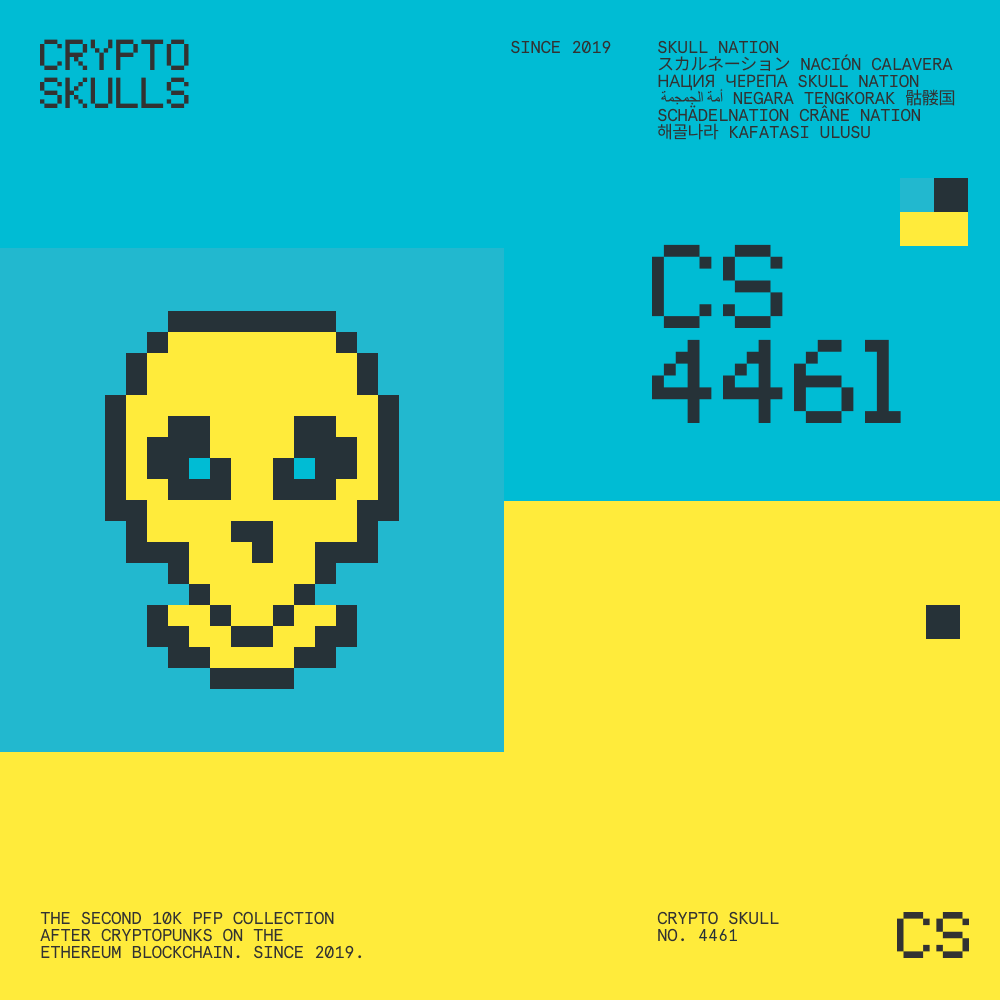 CRYPTO
SKULLS
SINCE 2019
SKULL NATION
スカルネーション NACIÓN CALAVERA
НАЦИЯ ЧЕРЕПА SKULL NATION
أمة الجمجمة NEGARA TENGKORAK 骷髅国
SCHÄDELNATION CRÂNE NATION
해골나라 KAFATASI ULUSU
CS
4461
THE SECOND 10K PFP COLLECTION
AFTER CRYPTOPUNKS ON THE
ETHEREUM BLOCKCHAIN. SINCE 2019.
CRYPTO SKULL
NO. 4461
CS